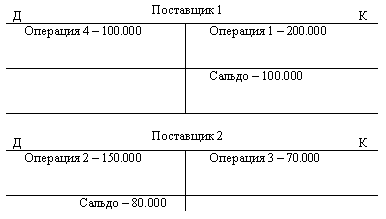 Поставщик 1
Д К
Операция 4 – 100.000 Операция 1 – 200.000
Сальдо – 100.000
Поставщик 2
Д К
Операция 2 – 150.000 Операция 3 – 70.000
Сальдо – 80.000